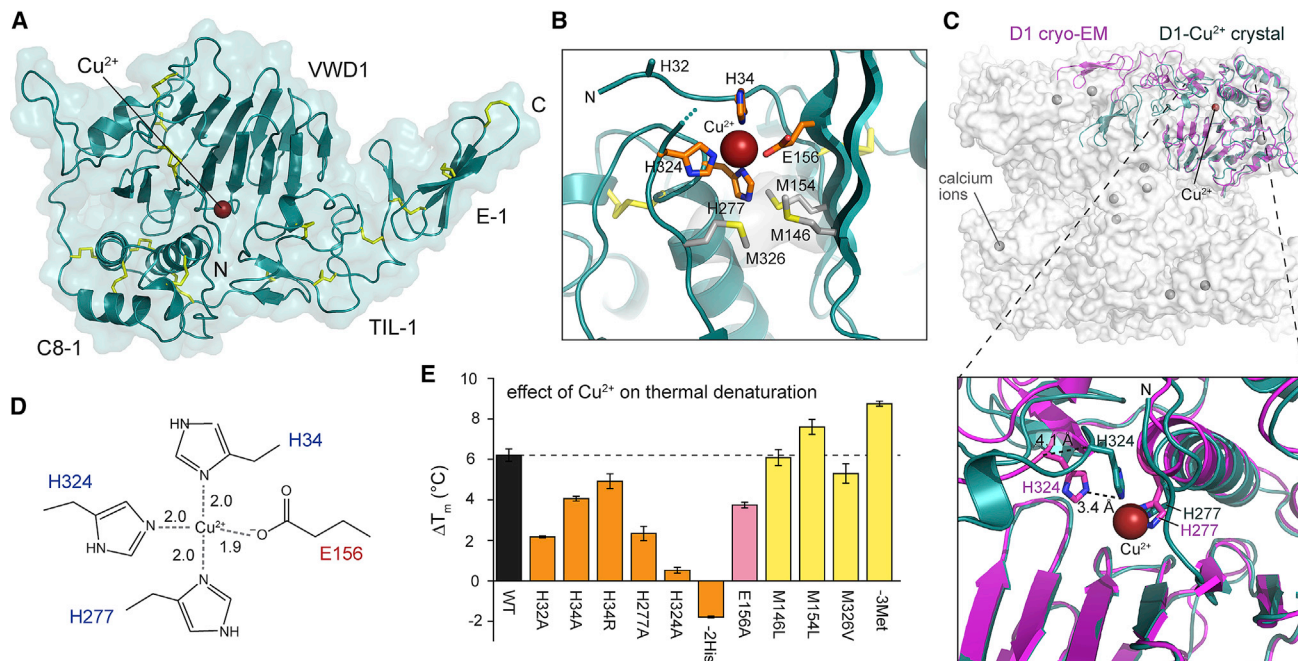 A
Cu²⁺
VWD1
C
N
E-1
TIL-1
C8-1
B
H32
N
H34
Cu²⁺
E156
H324
M154
H277
M146
M326
C
D1 cryo-EM
D1-Cu²⁺ crystal
calcium
ions
Cu²⁺
N
4.1 Å
H324
H324
3.4 Å
H277
H277
Cu²⁺
D
HN
N
H34
H324
2.0
O
2.0
N
Cu²⁺
−
O
1.9
HN
2.0
E156
N
H277
NH
E
effect of Cu²⁺ on thermal denaturation
10
8
6
4
2
0
-2
ΔTₘ (°C)
WT
H32A
H34A
H34R
H277A
H324A
-2His
E156A
M146L
M154L
M326V
-3Met